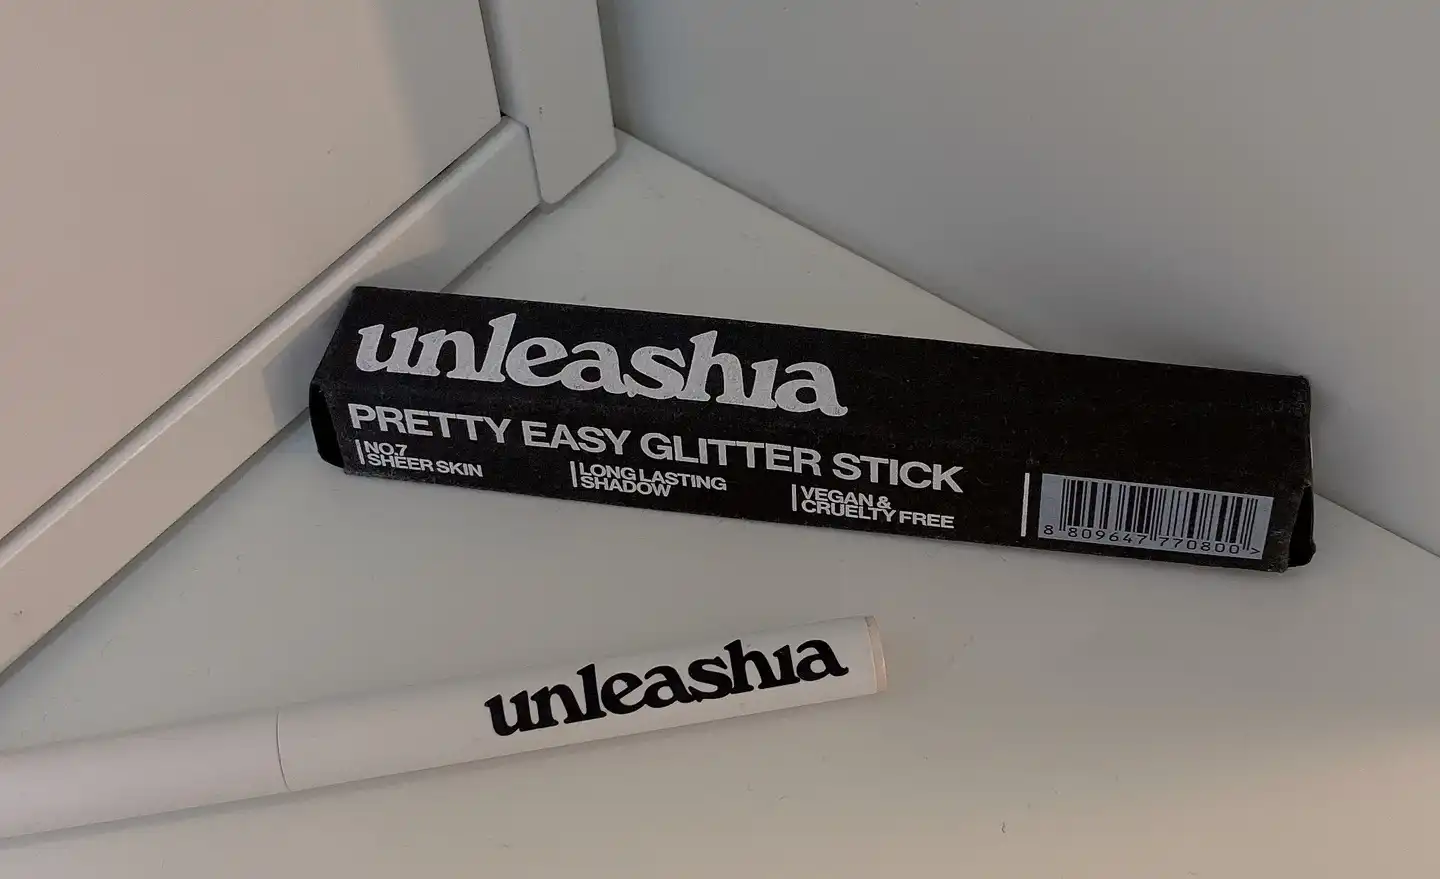 unleashia
PRETTY EASY GLITTER STICK
NO.7
SHEER SKIN
LONG LASTING
SHADOW
VEGAN &
CRUELTY FREE
8 809647 770800 >
unleashia